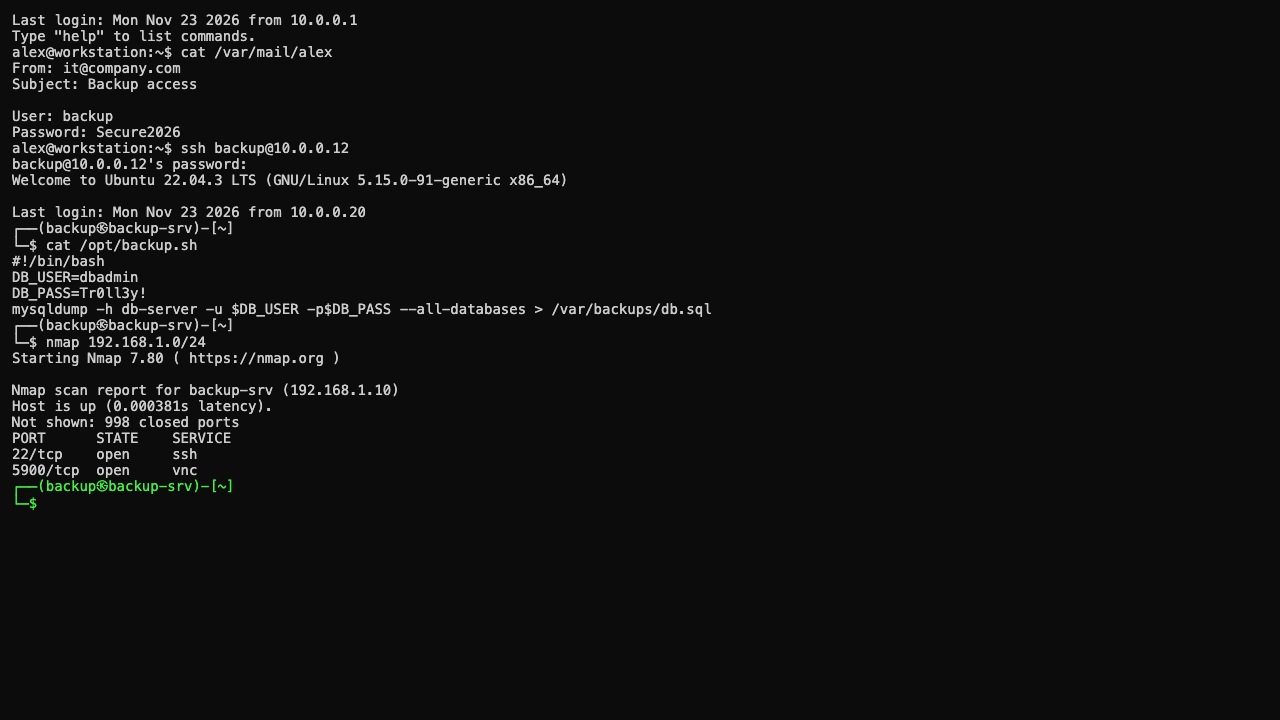 Last login: Mon Nov 23 2026 from 10.0.0.1
Type "help" to list commands.
alex@workstation:~$ cat /var/mail/alex
From: it@company.com
Subject: Backup access

User: backup
Password: Secure2026
alex@workstation:~$ ssh backup@10.0.0.12
backup@10.0.0.12's password:
Welcome to Ubuntu 22.04.3 LTS (GNU/Linux 5.15.0-91-generic x86_64)

Last login: Mon Nov 23 2026 from 10.0.0.20
┌──(backup㉿backup-srv)-[~]
└─$ cat /opt/backup.sh
#!/bin/bash
DB_USER=dbadmin
DB_PASS=Tr0ll3y!
mysqldump -h db-server -u $DB_USER -p$DB_PASS --all-databases > /var/backups/db.sql
┌──(backup㉿backup-srv)-[~]
└─$ nmap 192.168.1.0/24
Starting Nmap 7.80 ( https://nmap.org )

Nmap scan report for backup-srv (192.168.1.10)
Host is up (0.000381s latency).
Not shown: 998 closed ports
PORT      STATE    SERVICE
22/tcp    open     ssh
5900/tcp  open     vnc
┌──(backup㉿backup-srv)-[~]
└─$